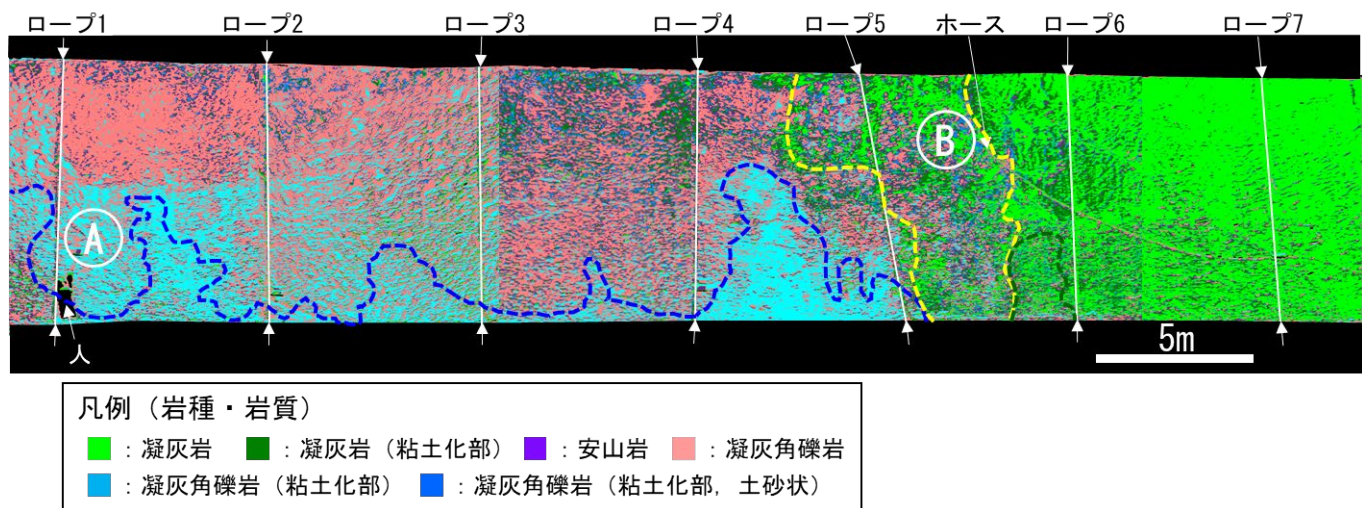 ロープ1 ロープ2 ロープ3 ロープ4 ロープ5 ホース ロープ6 ロープ7
B
A
人
5m
凡例（岩種・岩質）
：凝灰岩 ：凝灰岩（粘土化部） ：安山岩 ：凝灰角礫岩
：凝灰角礫岩（粘土化部） ：凝灰角礫岩（粘土化部，土砂状）